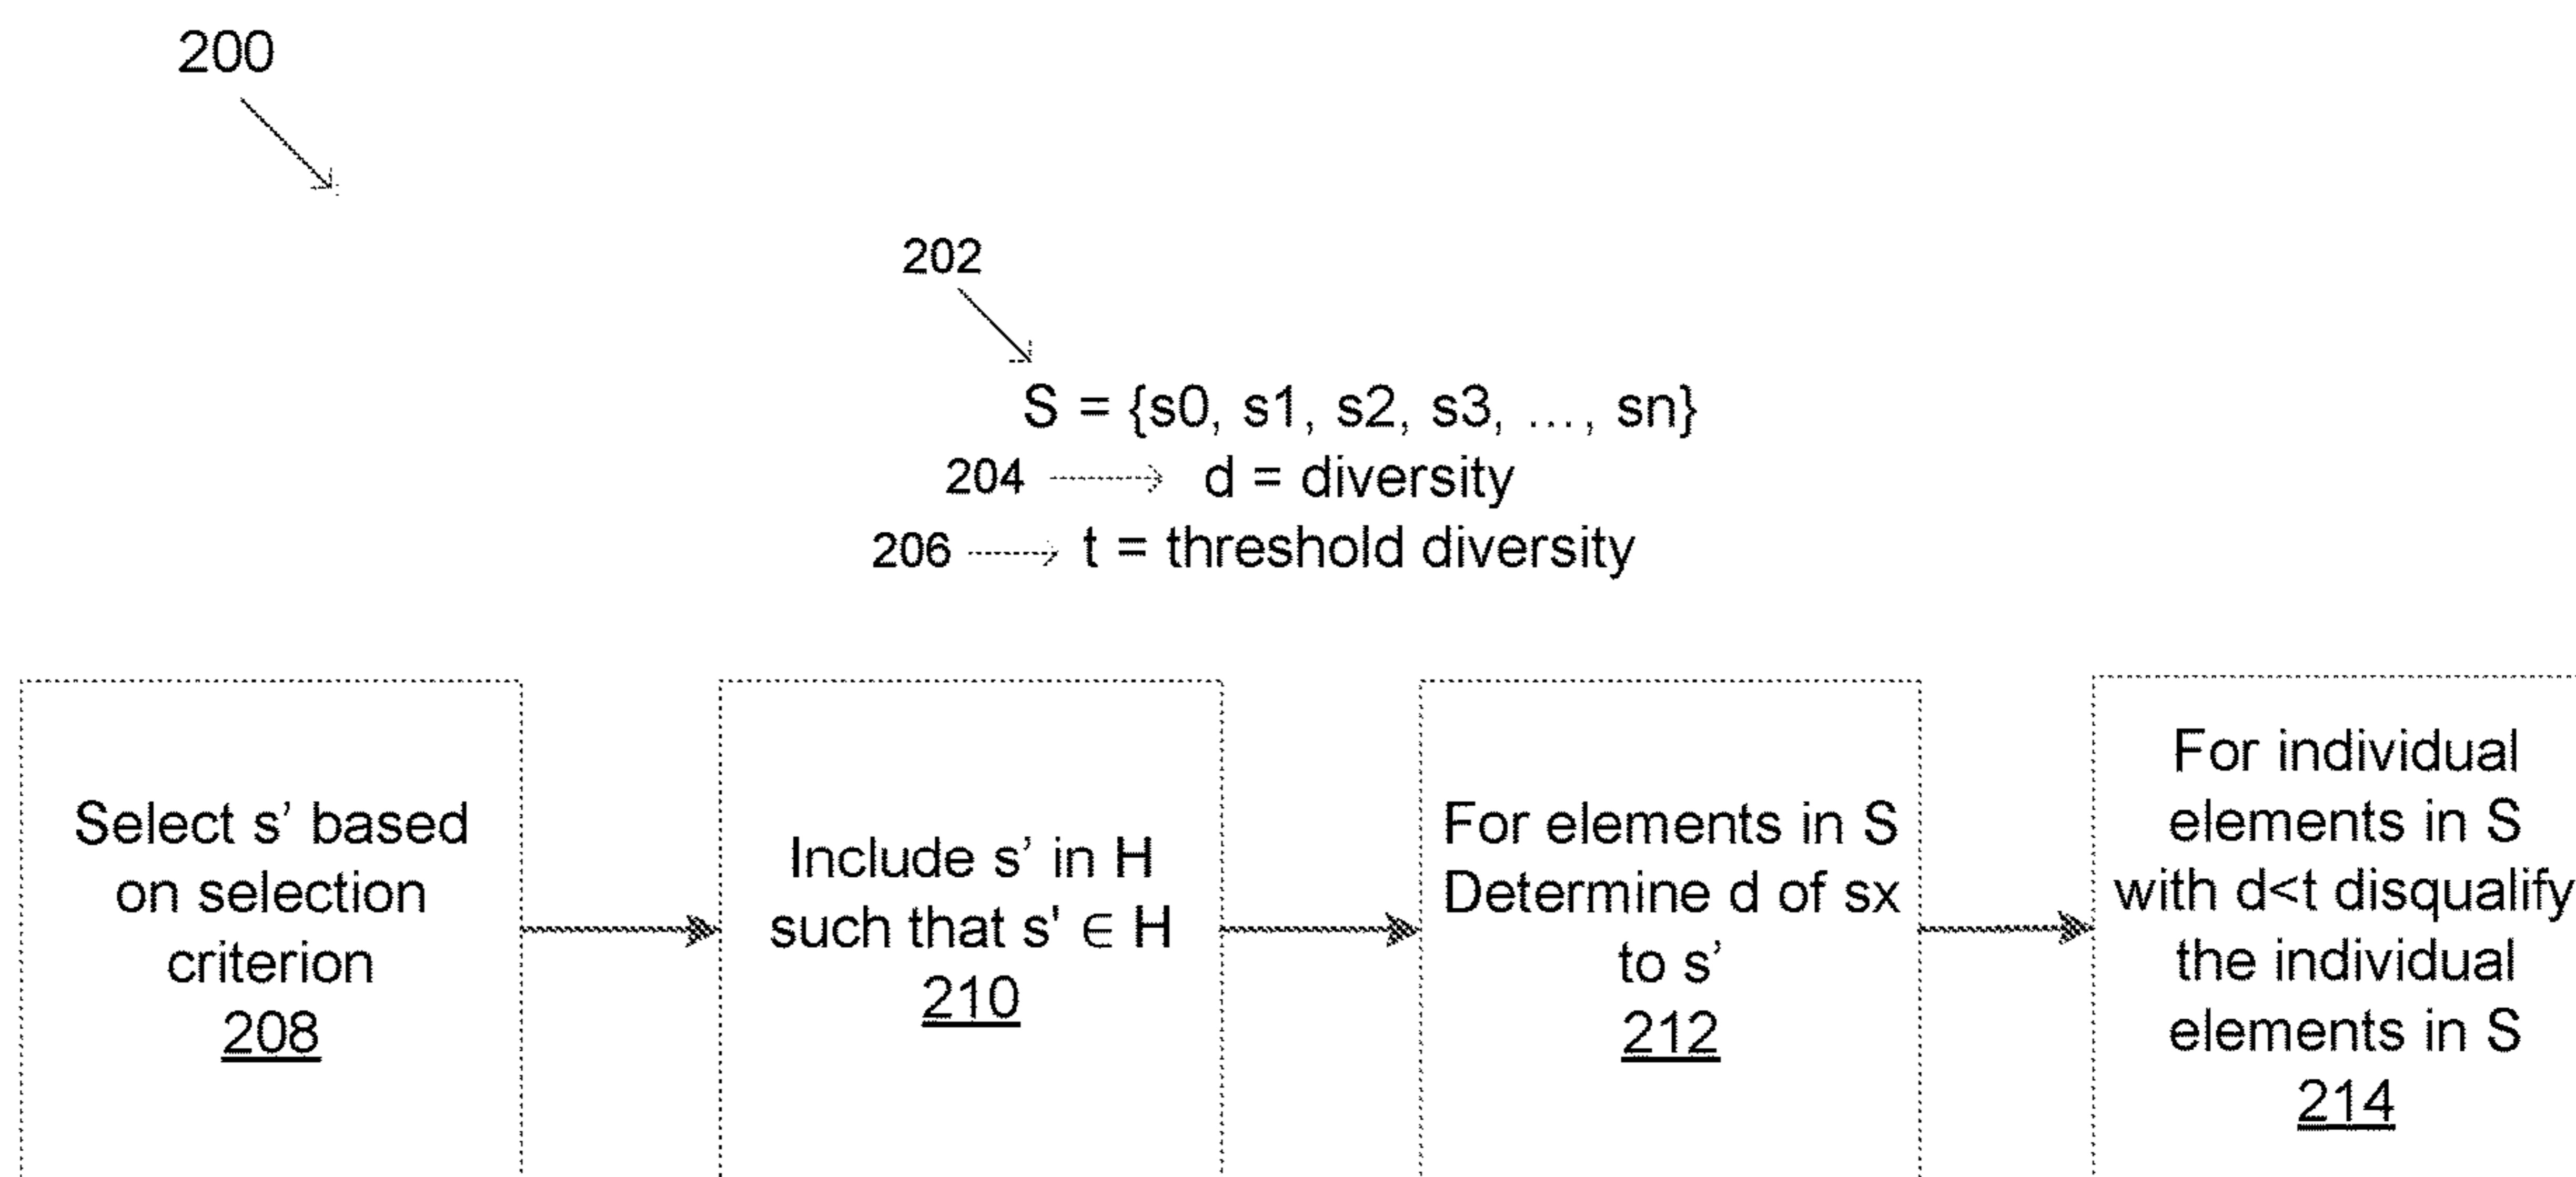 200
202
S = {s0, s1, s2, s3, ..., sn}
204 d = diversity
206 t = threshold diversity
Select s’ based
on selection
criterion
208
Include s’ in H
such that s' ∈ H
210
For elements in S
Determine d of sx
to s’
212
For individual
elements in S
with d<t disqualify
the individual
elements in S
214